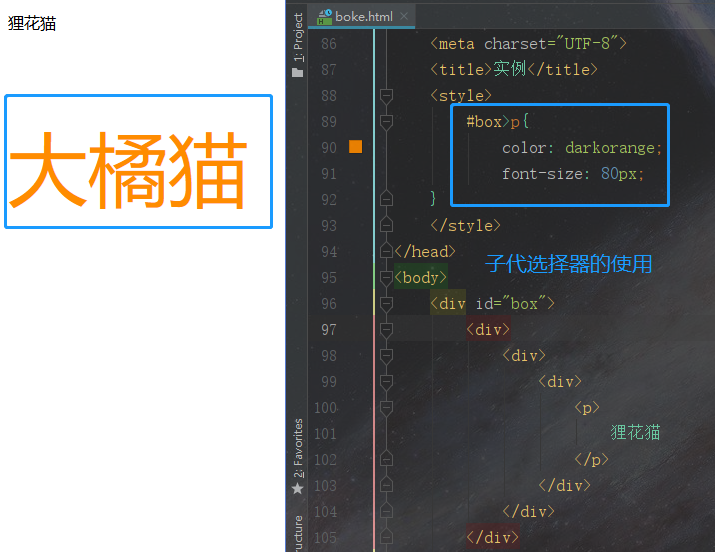 狸花猫
大橘猫
1: Project
2: Favorites
ructure
boke.html
86 <meta charset="UTF-8">
87 <title>实例</title>
88 <style>
89 #box>p{
90 color: darkorange;
91 font-size: 80px;
92 }
93 </style>
94 </head>
子代选择器的使用
95 <body>
96 <div id="box">
97 <div>
98 <div>
99 <div>
100 <p>
101 狸花猫
102 </p>
103 </div>
104 </div>
105 </div>